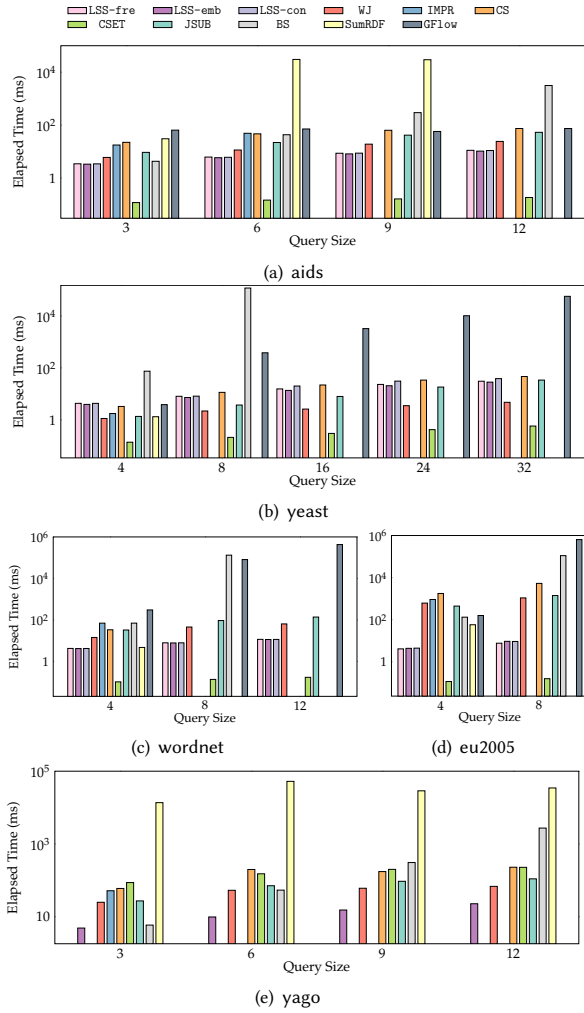 LSS-fre LSS-emb LSS-con WJ IMPR CS
CSET JSUB BS SumRDF GFlow
Elapsed Time (ms)
10^4
10^2
1
3 6 9 12
Query Size
(a) aids
Elapsed Time (ms)
10^4
10^2
1
4 8 16 24 32
Query Size
(b) yeast
Elapsed Time (ms)
10^6
10^4
10^2
1
4 8 12
Query Size
(c) wordnet
Elapsed Time (ms)
10^6
10^4
10^2
1
4 8
Query Size
(d) eu2005
Elapsed Time (ms)
10^5
10^3
10
3 6 9 12
Query Size
(e) yago